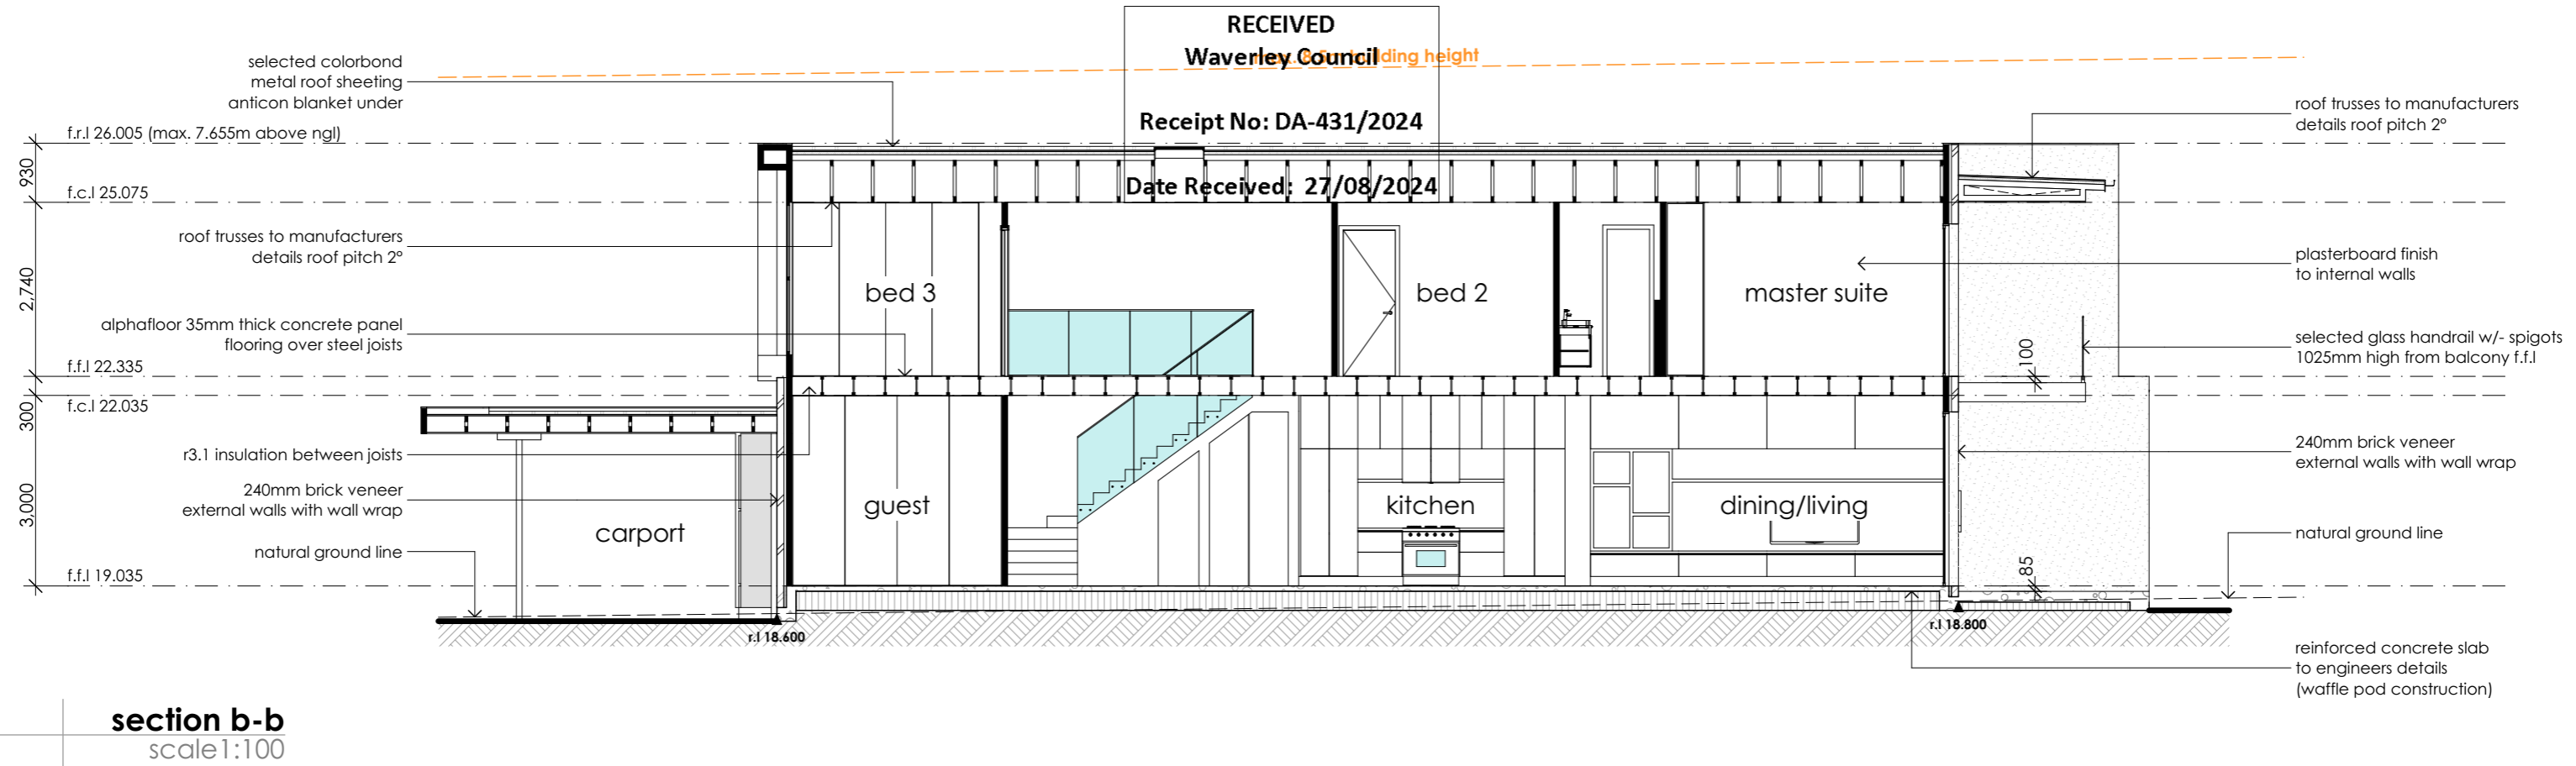 RECEIVED
Waverley Council
building height
Receipt No: DA-431/2024
Date Received: 27/08/2024
selected colorbond
metal roof sheeting
anticon blanket under
f.r.l 26.005 (max. 7.655m above ngl)
930
f.c.l 25.075
roof trusses to manufacturers
details roof pitch 2°
2,740
alphafloor 35mm thick concrete panel
flooring over steel joists
f.f.l 22.335
300
f.c.l 22.035
r3.1 insulation between joists
240mm brick veneer
external walls with wall wrap
3,000
natural ground line
f.f.l 19.035
carport
bed 3
bed 2
master suite
guest
kitchen
dining/living
r.l 18.600
r.l 18.800
100
85
roof trusses to manufacturers
details roof pitch 2°
plasterboard finish
to internal walls
selected glass handrail w/- spigots
1025mm high from balcony f.f.l
240mm brick veneer
external walls with wall wrap
natural ground line
reinforced concrete slab
to engineers details
(waffle pod construction)
section b-b
scale1:100